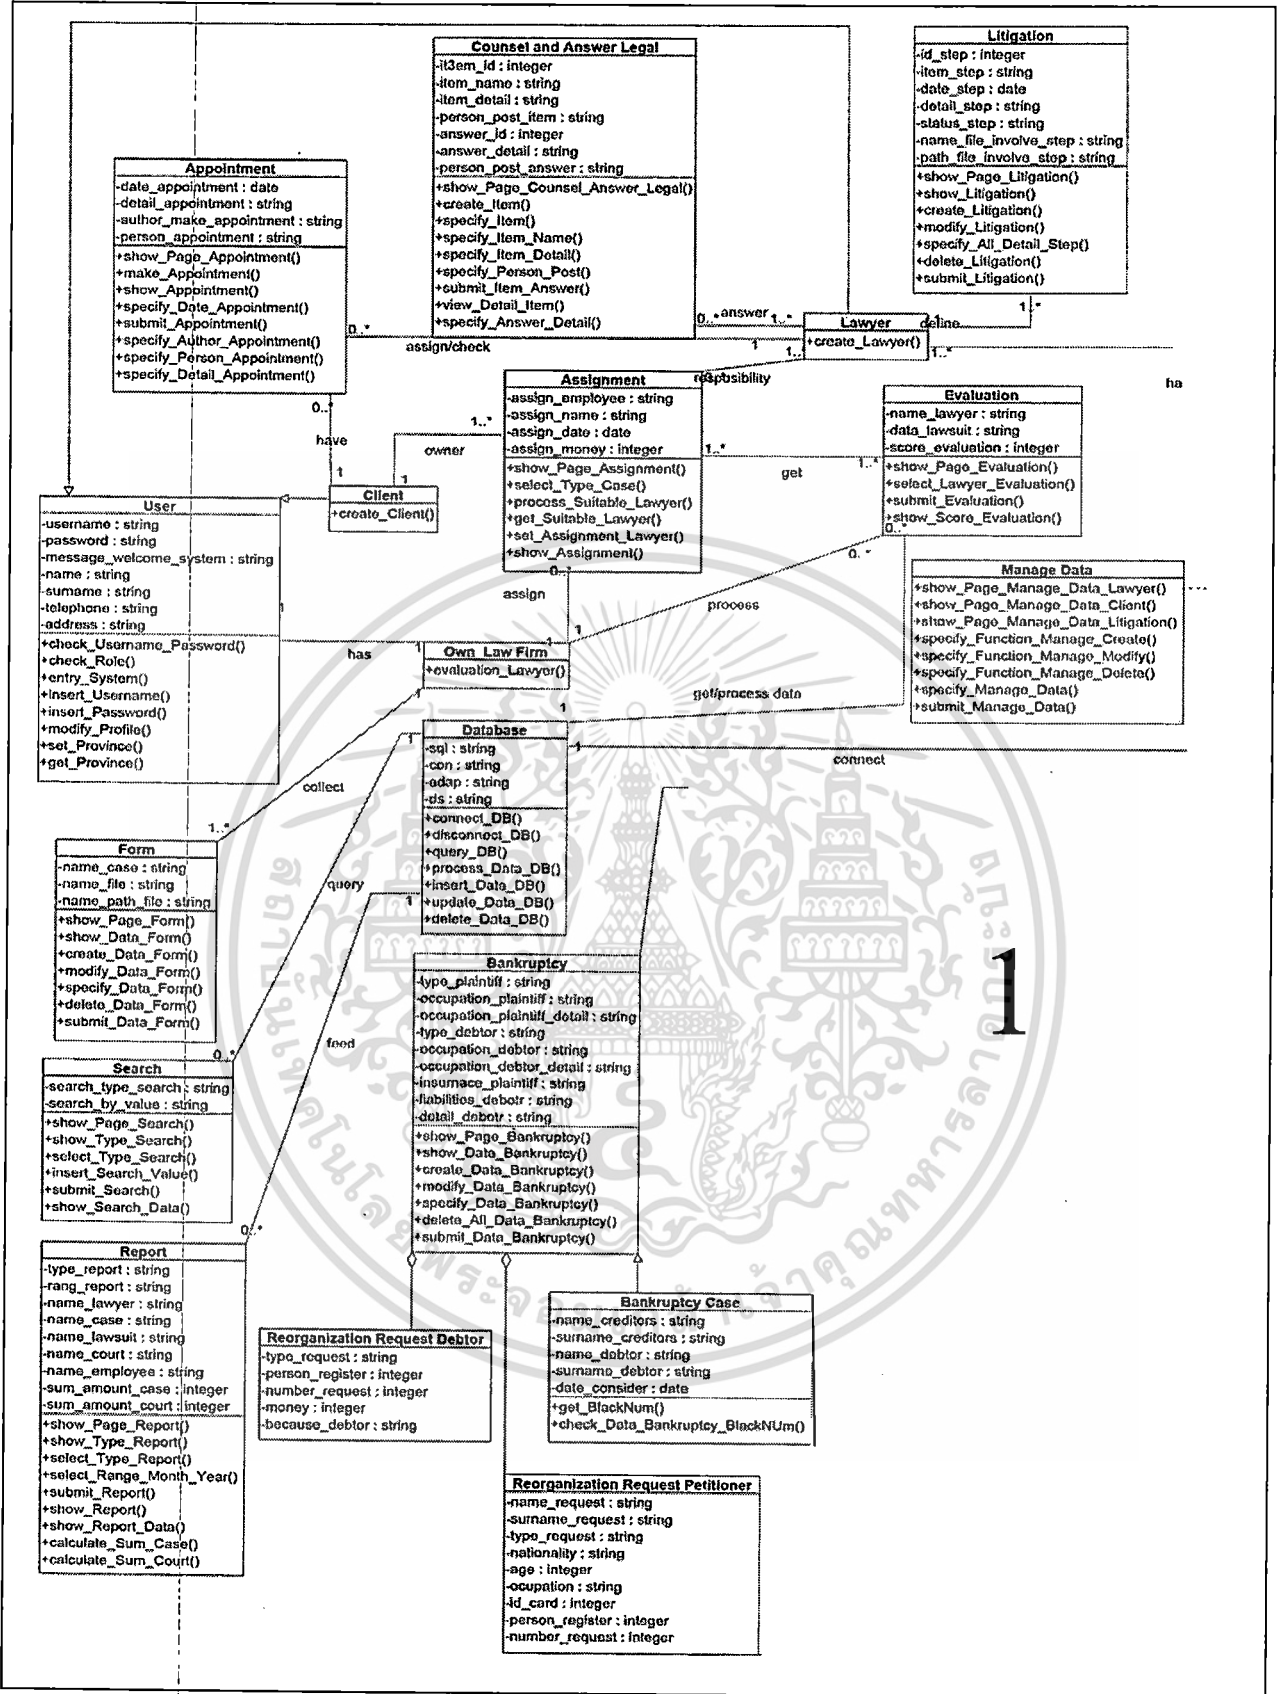 Counsel and Answer Legal
-it3em_id : integer
-item_name : string
-item_detail : string
-person_post_item : string
-answer_id : integer
-answer_detail : string
-person_post_answer : string
+show_Page_Counsel_Answer_Legal()
+create_Item()
+specify_Item()
+specify_Item_Name()
+specify_Item_Detail()
+specify_Person_Post()
+submit_Item_Answer()
+view_Detail_Item()
+specify_Answer_Detail()
Litigation
-id_step : integer
-item_step : string
-date_step : date
-detail_step : string
-status_step : string
-name_file_involve_step : string
-path_file_involve_step : string
+show_Page_Litigation()
+show_Litigation()
+create_Litigation()
+modify_Litigation()
+specify_All_Detail_Step()
+delete_Litigation()
+submit_Litigation()
Appointment
-date_appointment : date
-detail_appointment : string
-author_make_appointment : string
-person_appointment : string
+show_Page_Appointment()
+make_Appointment()
+show_Appointment()
+specify_Date_Appointment()
+submit_Appointment()
+specify_Author_Appointment()
+specify_Person_Appointment()
+specify_Detail_Appointment()
0..*
assign/check
1
0..*
answer
1..*
Lawyer
+create_Lawyer()
define
1
1..*
1..*
ha
1..
resposibility
Assignment
-assign_employee : string
-assign_name : string
-assign_date : date
-assign_money : integer
+show_Page_Assignment()
+select_Type_Case()
+process_Suitable_Lawyer()
+get_Suitable_Lawyer()
+set_Assignment_Lawyer()
+show_Assignment()
Evaluation
-name_lawyer : string
-data_lawsuit : string
-score_evaluation : integer
+show_Page_Evaluation()
+select_Lawyer_Evaluation()
+submit_Evaluation()
+show_Score_Evaluation()
0..*
have
1
1..*
owner
1
1..*
get
1..*
Client
+create_Client()
User
-username : string
-password : string
-message_welcome_system : string
-name : string
-surname : string
-telephone : string
-address : string
+check_Username_Password()
+check_Role()
+entry_System()
+insert_Username()
+insert_Password()
+modify_Profile()
+set_Province()
+get_Province()
Manage Data
+show_Page_Manage_Data_Lawyer()
+show_Page_Manage_Data_Client()
+show_Page_Manage_Data_Litigation()
+specify_Function_Manage_Create()
+specify_Function_Manage_Modify()
+specify_Function_Manage_Delete()
+specify_Manage_Data()
+submit_Manage_Data()
0..*
assign
1
0..*
process
1
0..*
1
has
1
Own_Law Firm
+evaluation_Lawyer()
1
collect
1..*
1
get/process data
Database
-sql : string
-con : string
-adap : string
-ds : string
+connect_DB()
+disconnect_DB()
+query_DB()
+process_Data_DB()
+insert_Data_DB()
+update_Data_DB()
+delete_Data_DB()
1
connect
1
query
0..*
1
feed
0..*
Form
-name_case : string
-name_file : string
-name_path_file : string
+show_Page_Form()
+show_Data_Form()
+create_Data_Form()
+modify_Data_Form()
+specify_Data_Form()
+delete_Data_Form()
+submit_Data_Form()
Search
-search_type_search : string
-search_by_value : string
+show_Page_Search()
+show_Type_Search()
+select_Type_Search()
+insert_Search_Value()
+submit_Search()
+show_Search_Data()
Bankruptcy
-type_plaintiff : string
-occupation_plaintiff : string
-occupation_plaintiff_detail : string
-type_debtor : string
-occupation_debtor : string
-occupation_debtor_detail : string
-insurnace_plaintiff : string
-liabilities_debotr : string
-detail_debotr : string
+show_Page_Bankruptcy()
+show_Data_Bankruptcy()
+create_Data_Bankruptcy()
+modify_Data_Bankruptcy()
+specify_Data_Bankruptcy()
+delete_All_Data_Bankruptcy()
+submit_Data_Bankruptcy()
1
Report
-type_report : string
-rang_report : string
-name_lawyer : string
-name_case : string
-name_lawsuit : string
-name_court : string
-name_employee : string
-sum_amount_case : integer
-sum_amount_court : integer
+show_Page_Report()
+show_Type_Report()
+select_Type_Report()
+select_Range_Month_Year()
+submit_Report()
+show_Report()
+show_Report_Data()
+calculate_Sum_Case()
+calculate_Sum_Court()
Reorganization Request Debtor
-type_request : string
-person_register : integer
-number_request : integer
-money : integer
-because_debtor : string
Bankruptcy Case
-name_creditors : string
-surname_creditors : string
-name_debtor : string
-surname_debtor : string
-date_consider : date
+get_BlackNum()
+check_Data_Bankruptcy_BlackNUm()
Reorganization Request Petitioner
-name_request : string
-surname_request : string
-type_request : string
-nationality : string
-age : integer
-ocupation : string
-id_card : integer
-person_register : integer
-number_request : integer